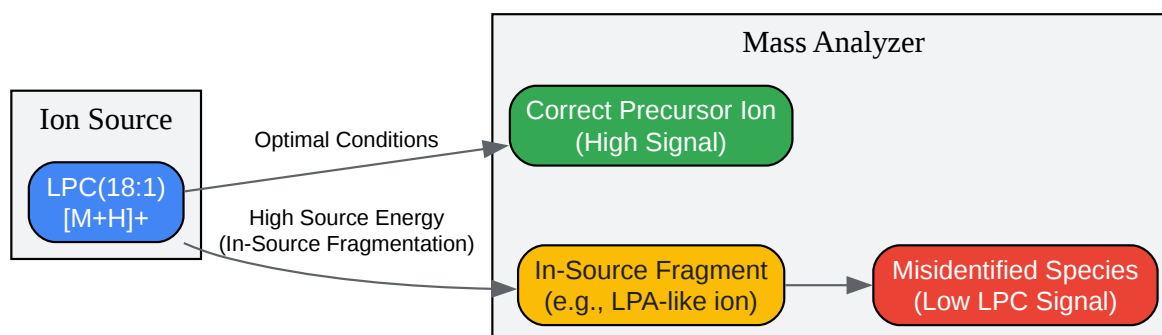 Mass Analyzer
Ion Source
LPC(18:1)
[M+H]+
Optimal Conditions
High Source Energy
(In-Source Fragmentation)
Correct Precursor Ion
(High Signal)
In-Source Fragment
(e.g., LPA-like ion)
Misidentified Species
(Low LPC Signal)